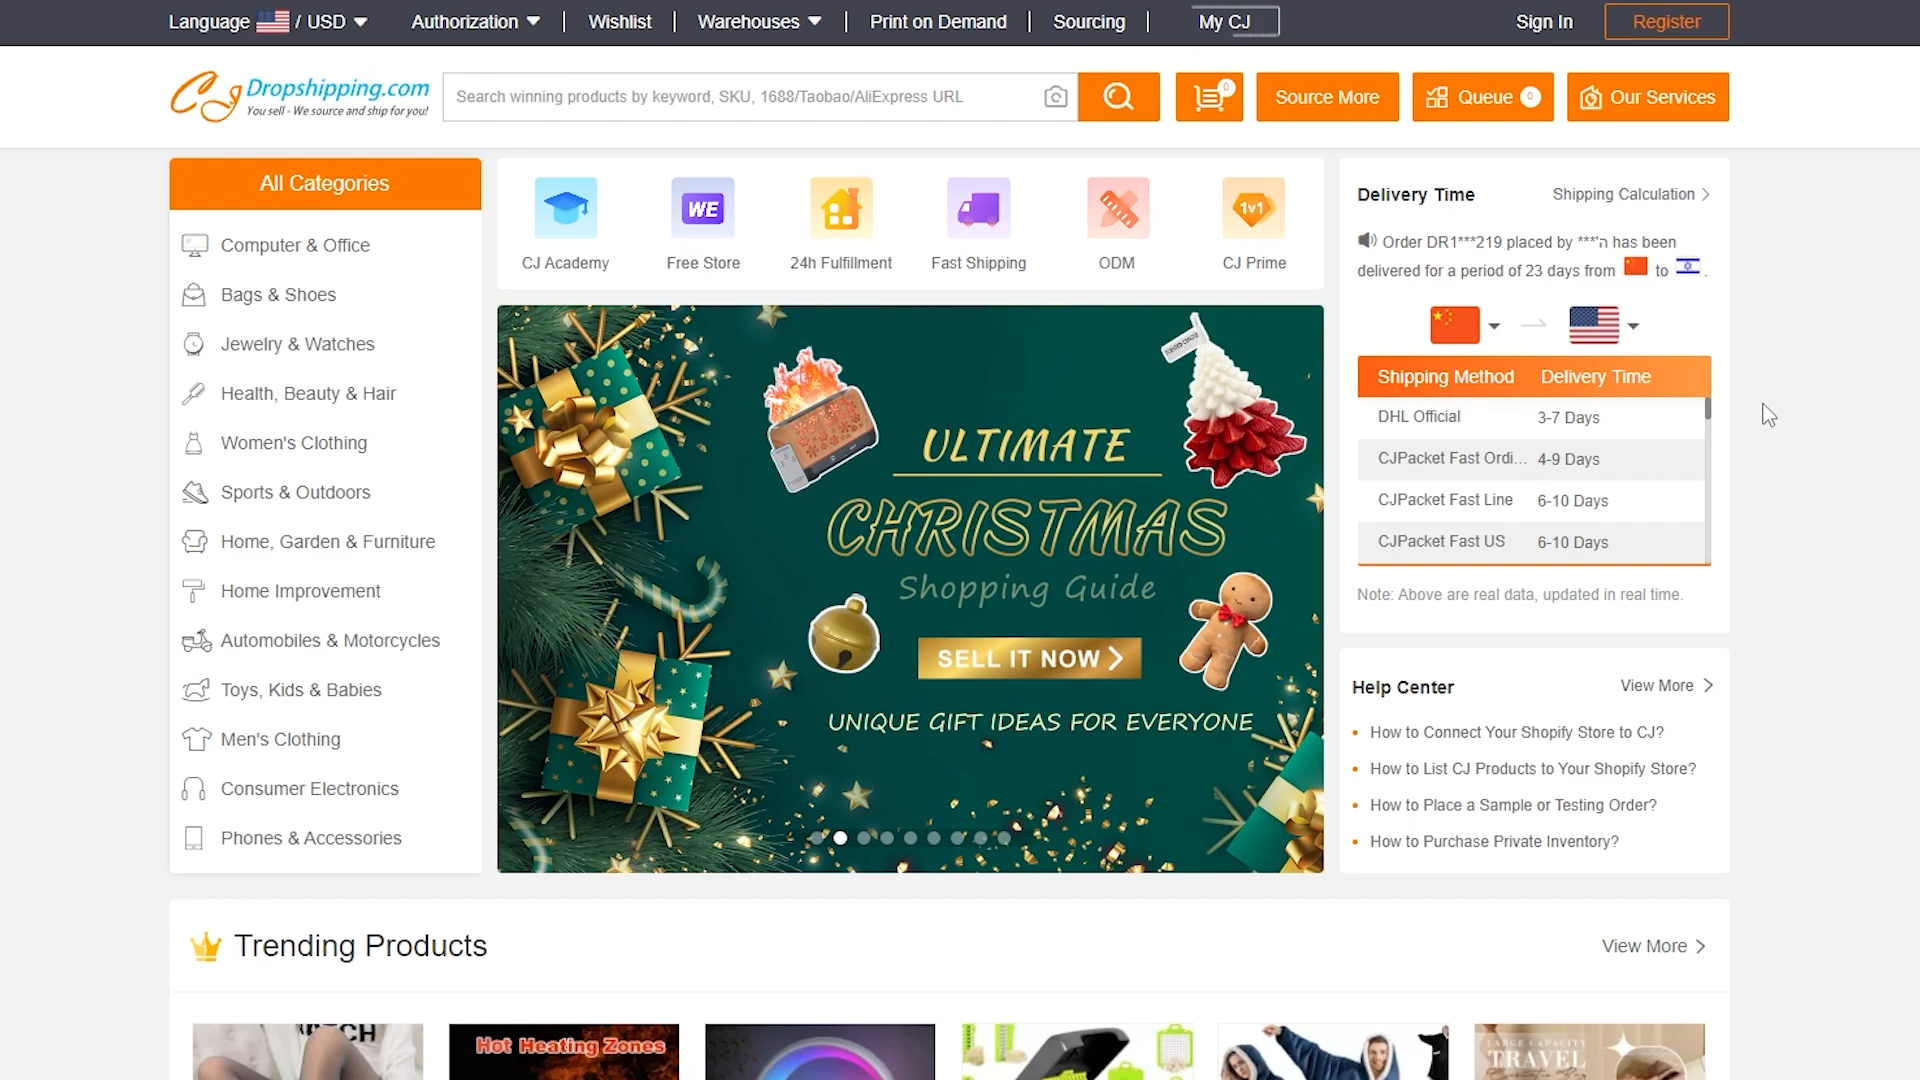 Language / USD
Authorization
Wishlist
Warehouses
Print on Demand
Sourcing
My CJ
Sign In
Register
CJ Dropshipping.com
You sell - We source and ship for you!
Search winning products by keyword, SKU, 1688/Taobao/AliExpress URL
0
Source More
Queue 0
Our Services
All Categories
Computer & Office
Bags & Shoes
Jewelry & Watches
Health, Beauty & Hair
Women's Clothing
Sports & Outdoors
Home, Garden & Furniture
Home Improvement
Automobiles & Motorcycles
Toys, Kids & Babies
Men's Clothing
Consumer Electronics
Phones & Accessories
WE
1v1
CJ Academy
Free Store
24h Fulfillment
Fast Shipping
ODM
CJ Prime
ULTIMATE
CHRISTMAS
Shopping Guide
SELL IT NOW
UNIQUE GIFT IDEAS FOR EVERYONE
Delivery Time
Shipping Calculation
Order DR1***219 placed by ***'ה has been
delivered for a period of 23 days from to .
Shipping Method Delivery Time
DHL Official 3-7 Days
CJPacket Fast Ordi... 4-9 Days
CJPacket Fast Line 6-10 Days
CJPacket Fast US 6-10 Days
Note: Above are real data, updated in real time.
Help Center
View More
How to Connect Your Shopify Store to CJ?
How to List CJ Products to Your Shopify Store?
How to Place a Sample or Testing Order?
How to Purchase Private Inventory?
Trending Products
View More
Hot Heating Zones
LARGE CAPACITY
TRAVEL